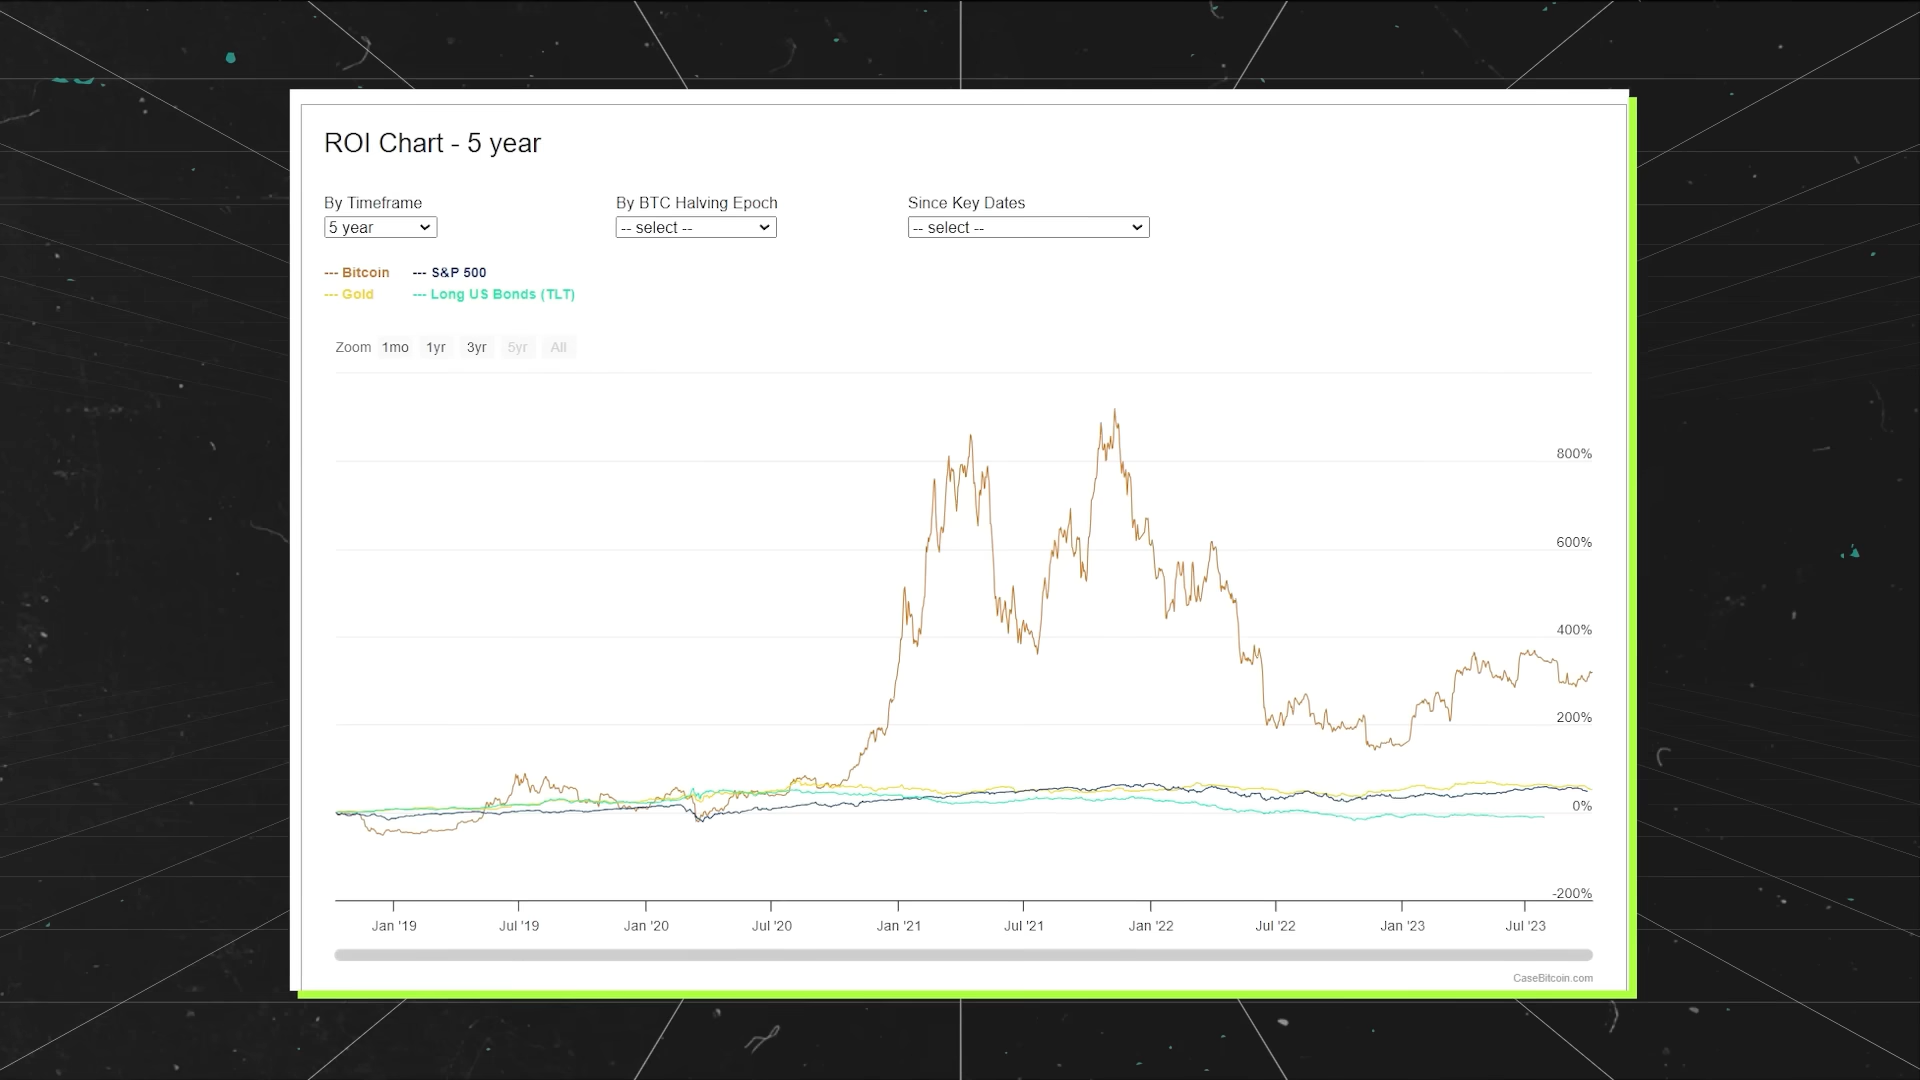 ROI Chart - 5 year
By Timeframe By BTC Halving Epoch Since Key Dates
5 year -- select -- -- select --
--- Bitcoin --- S&P 500
--- Gold --- Long US Bonds (TLT)
Zoom 1mo 1yr 3yr 5yr All
800%
600%
400%
200%
0%
-200%
Jan '19 Jul '19 Jan '20 Jul '20 Jan '21 Jul '21 Jan '22 Jul '22 Jan '23 Jul '23
CaseBitcoin.com